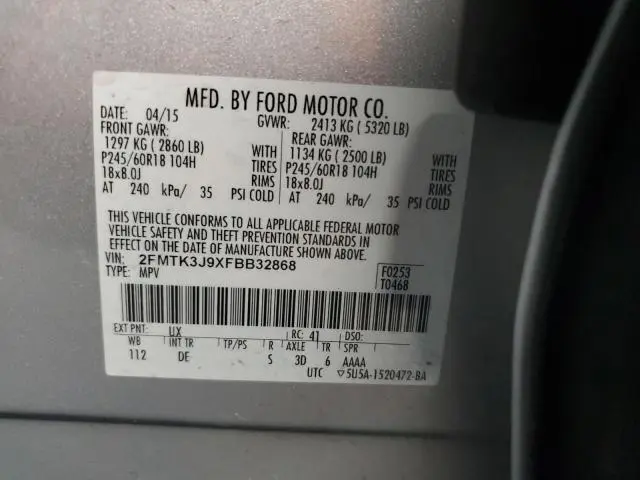 MFD. BY FORD MOTOR CO.
DATE: 04/15 GVWR: 2413 KG ( 5320 LB)
FRONT GAWR: REAR GAWR:
1297 KG ( 2860 LB) WITH 1134 KG ( 2500 LB) WITH
P245/60R18 104H TIRES P245/60R18 104H TIRES
18x8.0J RIMS 18x8.0J RIMS
AT 240 kPa/ 35 PSI COLD AT 240 kPa/ 35 PSI COLD
THIS VEHICLE CONFORMS TO ALL APPLICABLE FEDERAL MOTOR
VEHICLE SAFETY AND THEFT PREVENTION STANDARDS IN
EFFECT ON THE DATE OF MANUFACTURE SHOWN ABOVE.
VIN: 2FMTK3J9XFBB32868 F0253
TYPE: MPV T0468
EXT PNT: UX RC: 41 DSO:
WB INT TR TP/PS R AXLE TR SPR
112 DE S 3D 6 AAAA
UTC ▽5U5A-1520472-BA